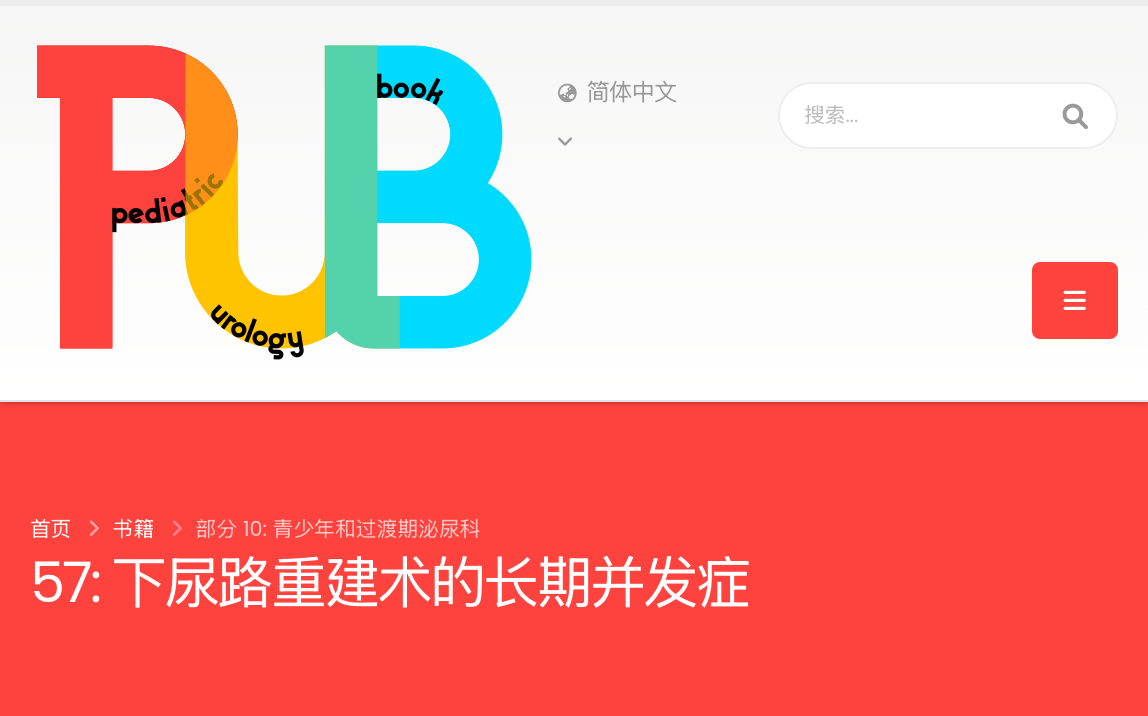 PUB
pediatric
urology
book
简体中文
搜索...
首页 书籍 部分 10: 青少年和过渡期泌尿科
57: 下尿路重建术的长期并发症